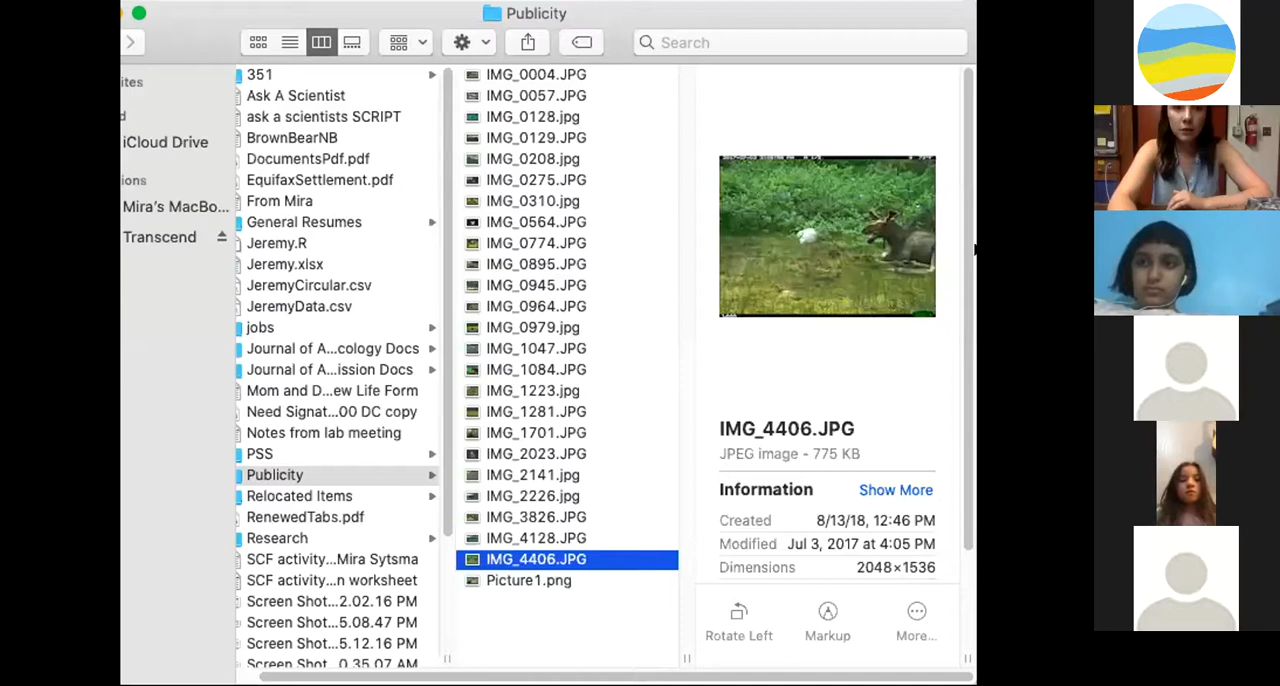 Publicity
Search
ites
iCloud Drive
ions
Mira's MacBo...
Transcend
351
Ask A Scientist
ask a scientists SCRIPT
BrownBearNB
DocumentsPdf.pdf
EquifaxSettlement.pdf
From Mira
General Resumes
Jeremy.R
Jeremy.xlsx
JeremyCircular.csv
JeremyData.csv
jobs
Journal of A...cology Docs
Journal of A...ission Docs
Mom and D...ew Life Form
Need Signat...00 DC copy
Notes from lab meeting
PSS
Publicity
Relocated Items
RenewedTabs.pdf
Research
SCF activity...Mira Sytsma
SCF activity...n worksheet
Screen Shot...2.02.16 PM
Screen Shot...5.08.47 PM
Screen Shot...5.12.16 PM
Screen Shot...0.35.07 AM
IMG_0004.JPG
IMG_0057.JPG
IMG_0128.jpg
IMG_0129.JPG
IMG_0208.jpg
IMG_0275.JPG
IMG_0310.jpg
IMG_0564.JPG
IMG_0774.JPG
IMG_0895.JPG
IMG_0945.JPG
IMG_0964.JPG
IMG_0979.jpg
IMG_1047.JPG
IMG_1084.JPG
IMG_1223.jpg
IMG_1281.JPG
IMG_1701.JPG
IMG_2023.JPG
IMG_2141.jpg
IMG_2226.jpg
IMG_3826.JPG
IMG_4128.JPG
IMG_4406.JPG
Picture1.png
IMG_4406.JPG
JPEG image - 775 KB
Information Show More
Created 8/13/18, 12:46 PM
Modified Jul 3, 2017 at 4:05 PM
Dimensions 2048×1536
Rotate Left Markup More...